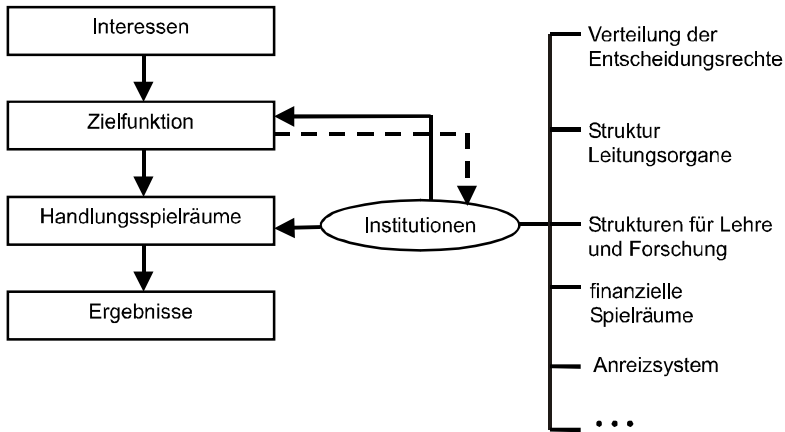 Interessen
Zielfunktion
Handlungsspielräume
Ergebnisse
Institutionen
Verteilung der
Entscheidungsrechte
Struktur
Leitungsorgane
Strukturen für Lehre
und Forschung
finanzielle
Spielräume
Anreizsystem
...